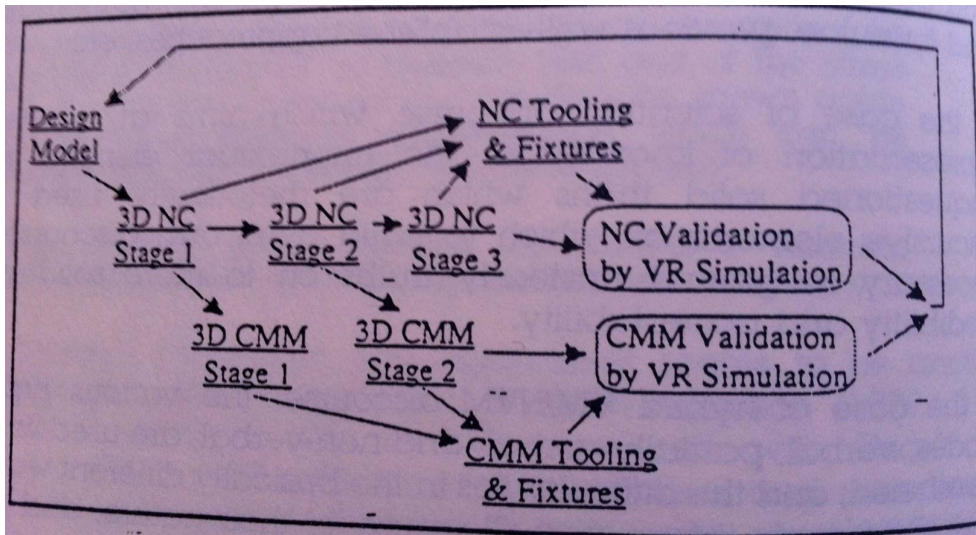 Design
Model
NC Tooling
& Fixtures
3D NC
Stage 1
3D NC
Stage 2
3D NC
Stage 3
NC Validation
by VR Simulation
3D CMM
Stage 1
3D CMM
Stage 2
CMM Validation
by VR Simulation
CMM Tooling
& Fixtures